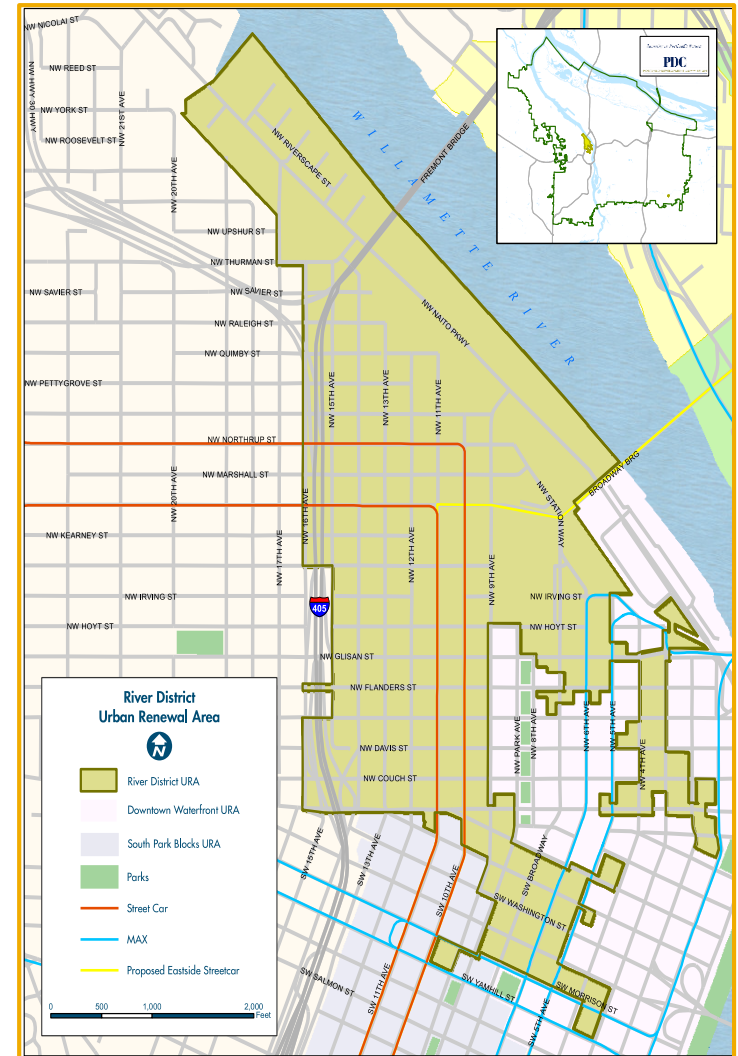 NW NICOLAI ST
NW REED ST
NW HWY 30 HWY
NW 21ST AVE
NW YORK ST
NW ROOSEVELT ST
NW 20TH AVE
NW RIVERSCAPE ST
WILLAMETTE RIVER
FREMONT BRIDGE
PDC
NW UPSHUR ST
NW THURMAN ST
NW SAVIER ST
NW SAVIER ST
NW RALEIGH ST
NW NAITO PKWY
NW QUIMBY ST
NW PETTYGROVE ST
NW 15TH AVE
NW 13TH AVE
NW 11TH AVE
NW NORTHRUP ST
NW MARSHALL ST
NW 20TH AVE
NW 16TH AVE
BROADWAY BRG
NW STATION WAY
NW KEARNEY ST
NW 17TH AVE
NW 12TH AVE
NW 9TH AVE
NW IRVING ST
NW IRVING ST
405
NW HOYT ST
NW HOYT ST
NW GLISAN ST
NW FLANDERS ST
NW PARK AVE
NW 8TH AVE
NW 6TH AVE
NW 5TH AVE
NW 4TH AVE
NW DAVIS ST
NW COUCH ST
SW 15TH AVE
SW 13TH AVE
SW 10TH AVE
SW BROADWAY
SW WASHINGTON ST
SW SALMON ST
SW 11TH AVE
SW YAMHILL ST
SW MORRISON ST
SW 5TH AVE
River District
Urban Renewal Area
N
River District URA
Downtown Waterfront URA
South Park Blocks URA
Parks
Street Car
MAX
Proposed Eastside Streetcar
0 500 1,000 2,000
Feet